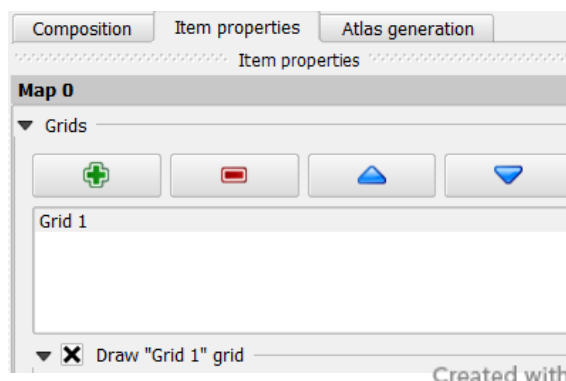 Composition Item properties Atlas generation
Item properties
Map 0
Grids
Grid 1
Draw "Grid 1" grid
Created with